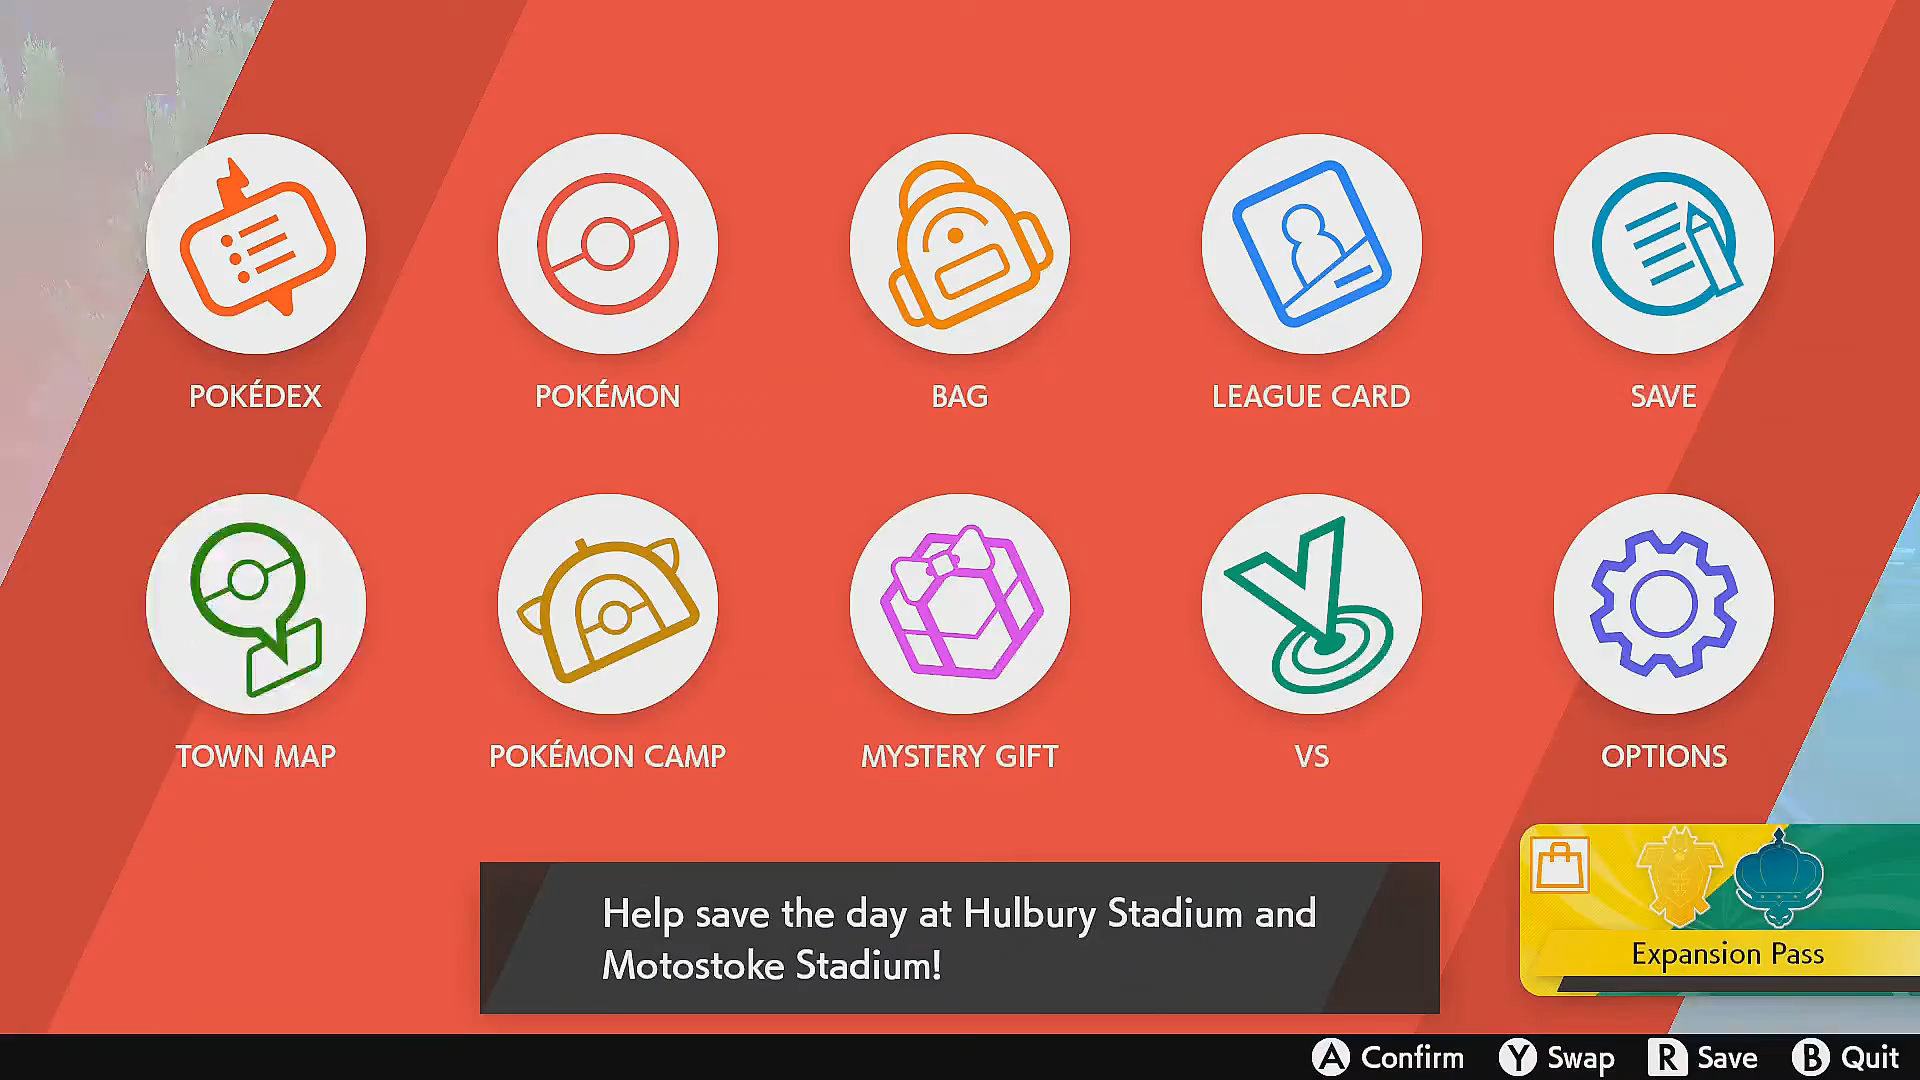 POKÉDEX
POKÉMON
BAG
LEAGUE CARD
SAVE
TOWN MAP
POKÉMON CAMP
MYSTERY GIFT
VS
OPTIONS
Help save the day at Hulbury Stadium and
Motostoke Stadium!
Expansion Pass
A Confirm
Y Swap
R Save
B Quit